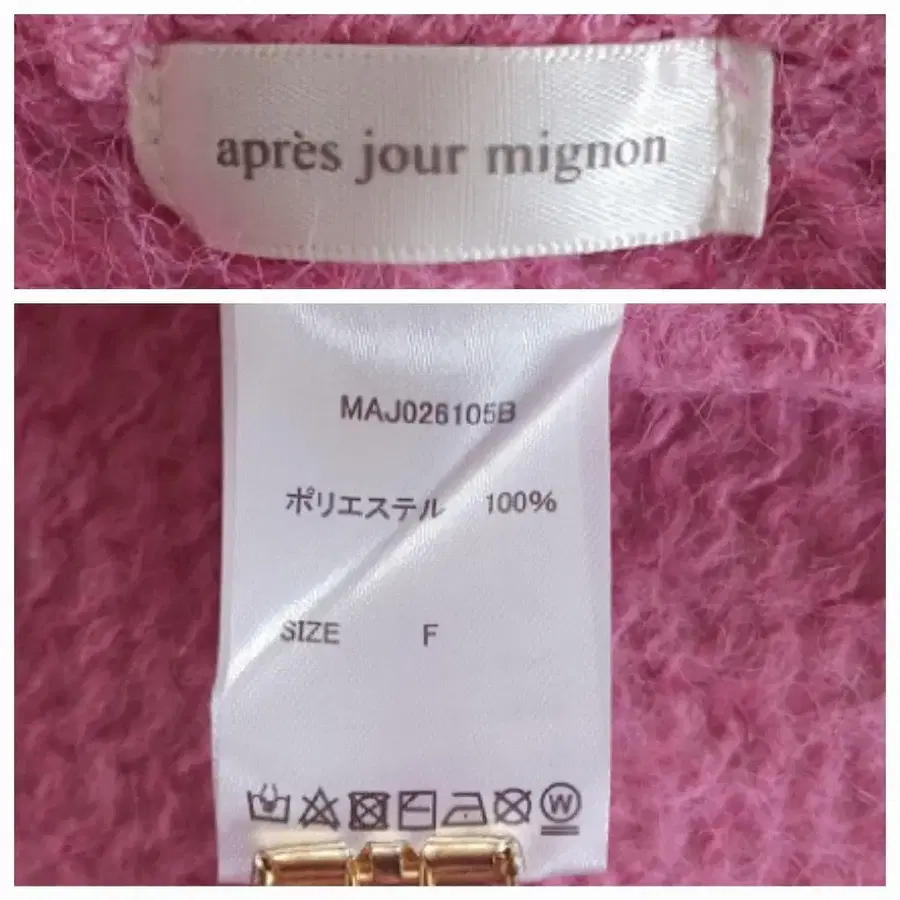 après jour mignon
MAJ026105B
ポリエステル 100%
SIZE F
W